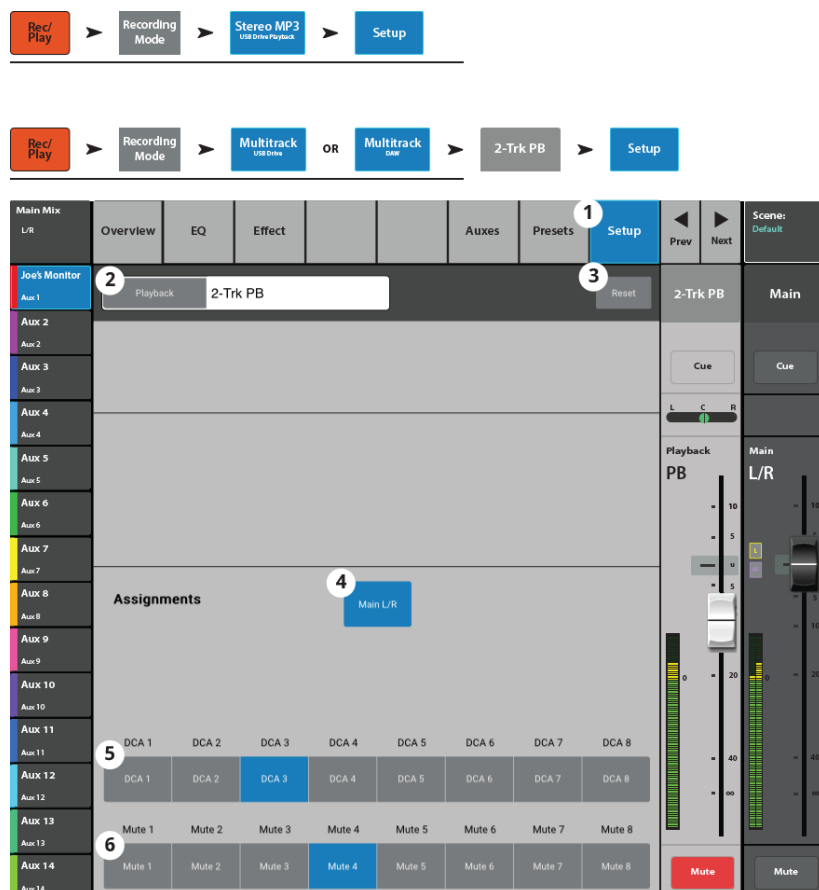 Rec/
Play
Recording
Mode
Stereo MP3
USB Drive Playback
Setup
Rec/
Play
Recording
Mode
Multitrack
USB Drive
OR
Multitrack
DAW
2-Trk PB
Setup
Main Mix
L/R
Overview
EQ
Effect
Auxes
Presets
1
Setup
Prev
Next
Scene:
Default
Joe's Monitor
Aux 1
2
Playback
2-Trk PB
3
Reset
2-Trk PB
Main
Aux 2
Aux 2
Aux 3
Aux 3
Cue
Cue
Aux 4
Aux 4
L C R
Aux 5
Aux 5
Playback
PB
Main
L/R
Aux 6
Aux 6
10
10
Aux 7
Aux 7
5
L
u
Aux 8
Aux 8
Assignments
4
Main L/R
5
5
10
Aux 9
Aux 9
Aux 10
Aux 10
0
20
0
20
Aux 11
Aux 11
DCA 1 DCA 2 DCA 3 DCA 4 DCA 5 DCA 6 DCA 7 DCA 8
5
Aux 12
Aux 12
DCA 1 DCA 2 DCA 3 DCA 4 DCA 5 DCA 6 DCA 7 DCA 8
40
40
∞
∞
Aux 13
Aux 13
Mute 1 Mute 2 Mute 3 Mute 4 Mute 5 Mute 6 Mute 7 Mute 8
6
Aux 14
Aux 14
Mute 1 Mute 2 Mute 3 Mute 4 Mute 5 Mute 6 Mute 7 Mute 8
Mute
Mute